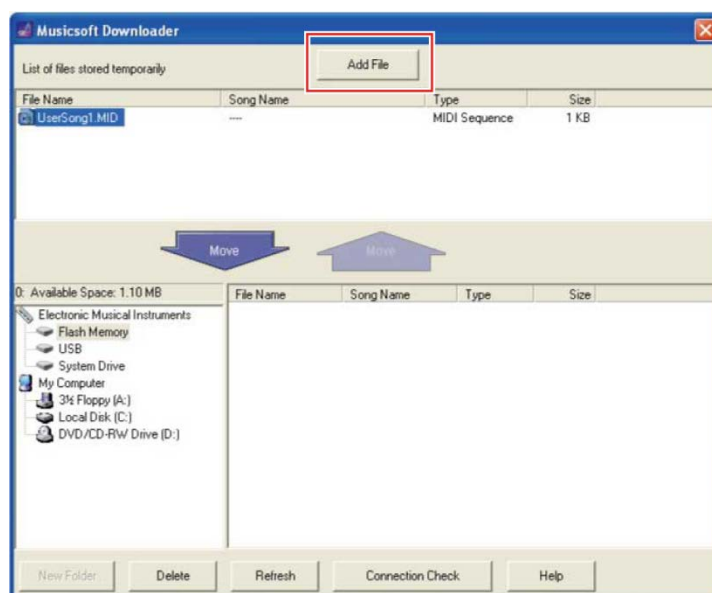 Musicsoft Downloader
List of files stored temporarily
Add File
File Name Song Name Type Size
UserSong1.MID ---- MIDI Sequence 1 KB
Move Move
0: Available Space: 1.10 MB
File Name Song Name Type Size
Electronic Musical Instruments
Flash Memory
USB
System Drive
My Computer
3½ Floppy (A:)
Local Disk (C:)
DVD/CD-RW Drive (D:)
New Folder Delete Refresh Connection Check Help